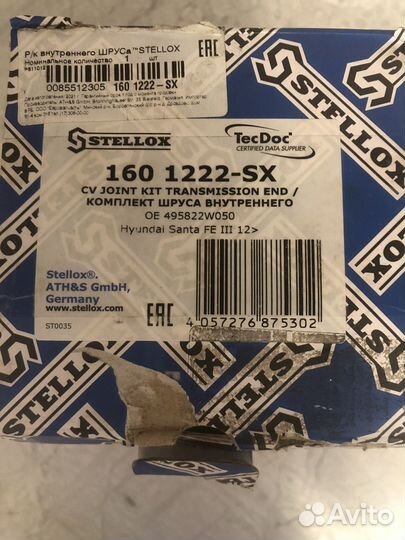 Р/к внутреннего ШРУСа™STELLOX
Номинальное количество 1 шт
0085512305 160 1222-SX
STELLOX
TecDoc
CERTIFIED DATA SUPPLIER
160 1222-SX
CV JOINT KIT TRANSMISSION END /
КОМПЛЕКТ ШРУСА ВНУТРЕННЕГО
OE 495822W050
Hyundai Santa FE III 12>
Stellox®.
ATH&S GmbH,
Germany
www.stellox.com
ST0035
4 057276 875302
STELLOX
STELLOX
Avito